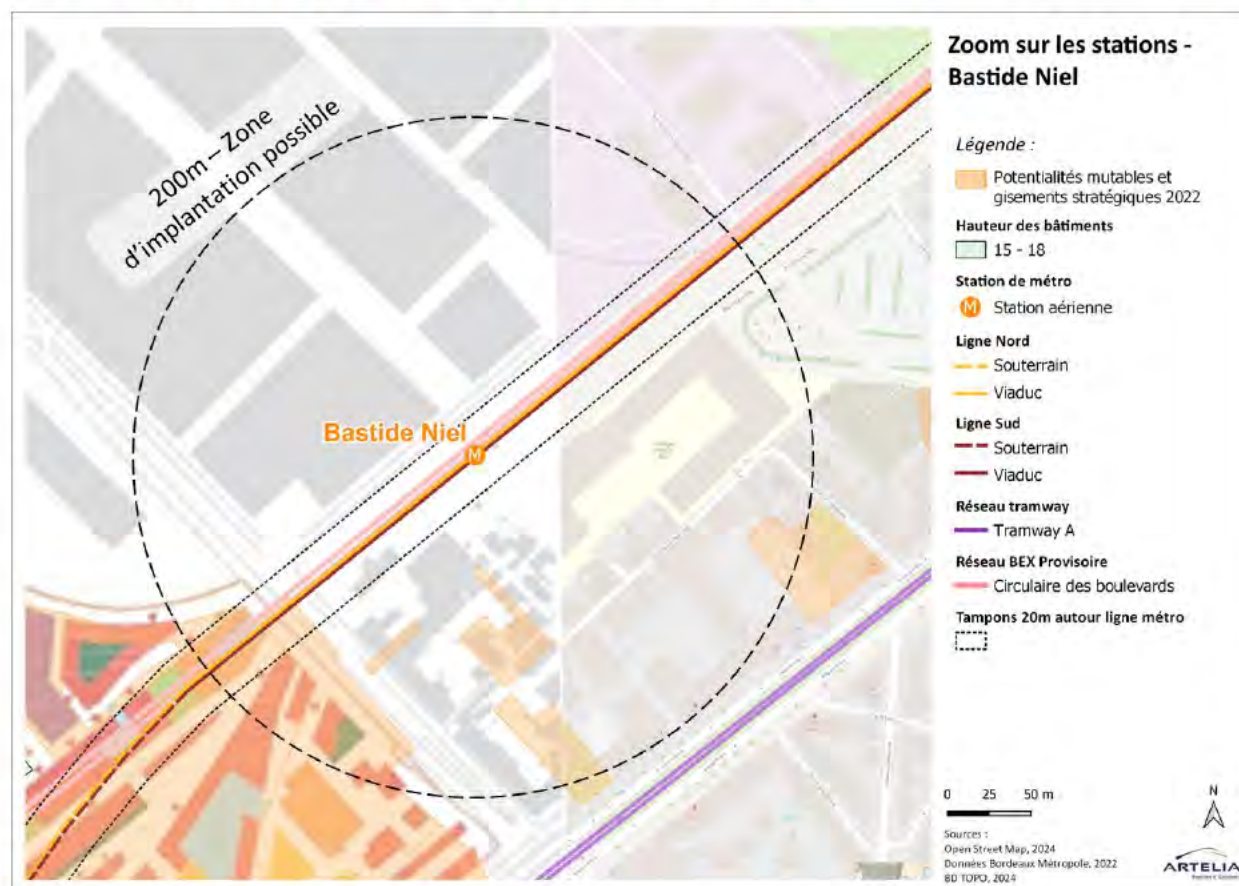 Zoom sur les stations -
Bastide Niel
200m – Zone
d'implantation possible
Bastide Niel
M
Légende :
Potentialités mutables et
gisements stratégiques 2022
Hauteur des bâtiments
15 - 18
Station de métro
M Station aérienne
Ligne Nord
Souterrain
Viaduc
Ligne Sud
Souterrain
Viaduc
Réseau tramway
Tramway A
Réseau BEX Provisoire
Circulaire des boulevards
Tampons 20m autour ligne métro
0 25 50 m
N
Sources :
Open Street Map, 2024
Données Bordeaux Métropole, 2022
BD TOPO, 2024
ARTELIA